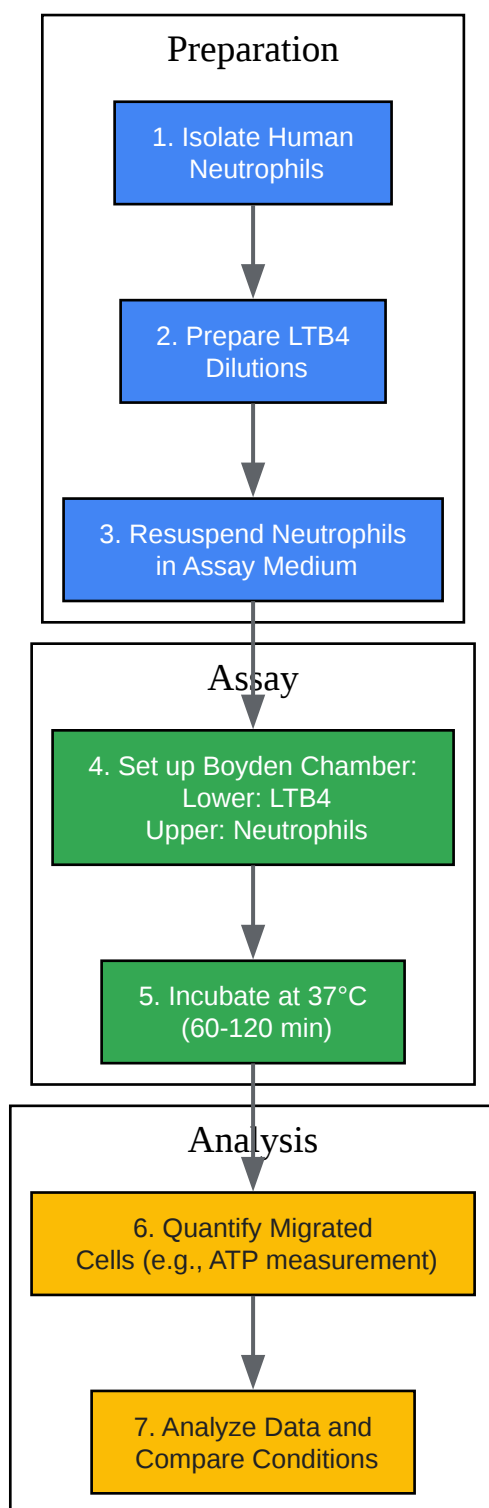 Preparation
1. Isolate Human
Neutrophils
2. Prepare LTB4
Dilutions
3. Resuspend Neutrophils
in Assay Medium
Assay
4. Set up Boyden Chamber:
Lower: LTB4
Upper: Neutrophils
5. Incubate at 37°C
(60-120 min)
Analysis
6. Quantify Migrated
Cells (e.g., ATP measurement)
7. Analyze Data and
Compare Conditions